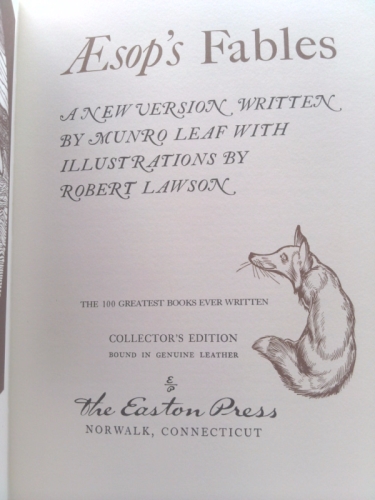 ÆSOP'S Fables
A NEW VERSION WRITTEN
BY MUNRO LEAF WITH
ILLUSTRATIONS BY
ROBERT LAWSON
THE 100 GREATEST BOOKS EVER WRITTEN
COLLECTOR'S EDITION
BOUND IN GENUINE LEATHER
The Easton Press
NORWALK, CONNECTICUT